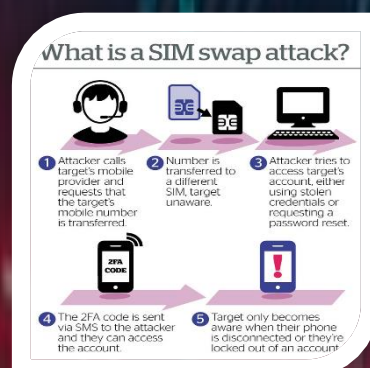 What is a SIM swap attack?
1 Attacker calls
target's mobile
provider and
requests that
the target's
mobile number
is transferred.
2 Number is
transferred to
a different
SIM, target
unaware.
3 Attacker tries to
access target's
account, either
using stolen
credentials or
requesting a
password reset.
2FA
CODE
4 The 2FA code is sent
via SMS to the attacker
and they can access
the account.
!
5 Target only becomes
aware when their phone
is disconnected or they're
locked out of an account